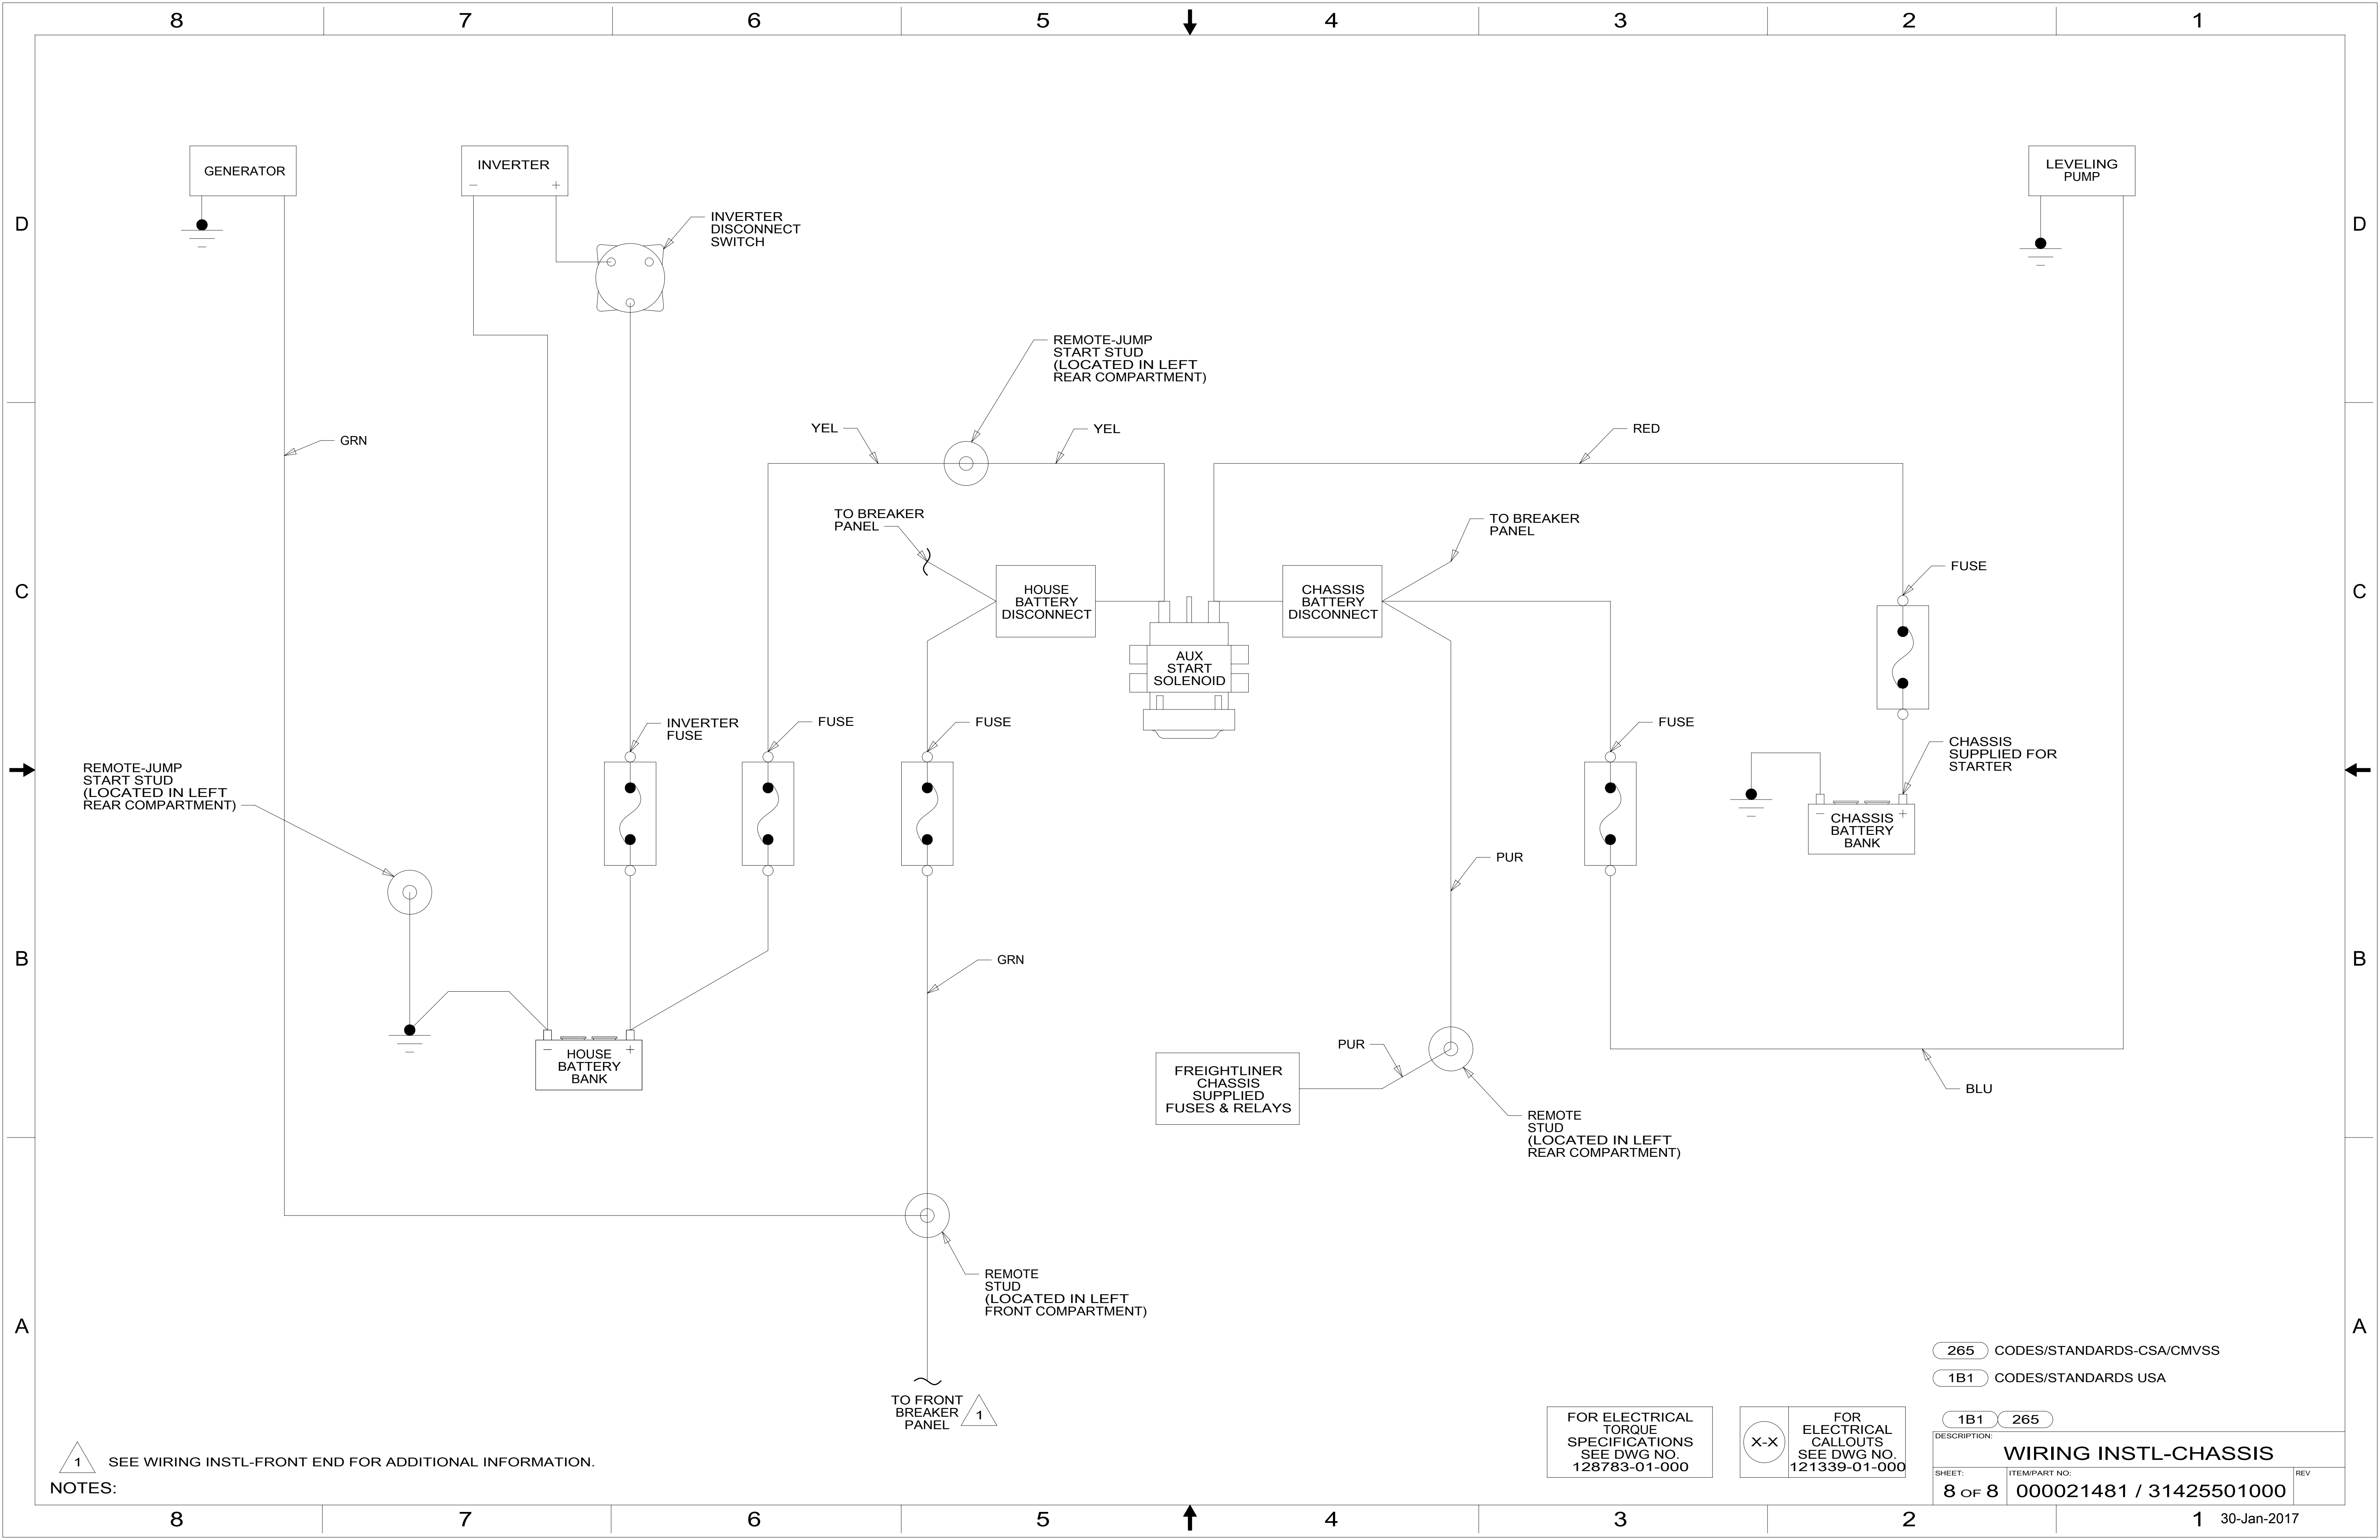 8 7 6 5 4 3 2 1
GENERATOR
INVERTER
− +
LEVELING
PUMP
D
D
INVERTER
DISCONNECT
SWITCH
REMOTE-JUMP
START STUD
(LOCATED IN LEFT
REAR COMPARTMENT)
GRN
YEL
YEL
RED
TO BREAKER
PANEL
TO BREAKER
PANEL
FUSE
C
C
HOUSE
BATTERY
DISCONNECT
CHASSIS
BATTERY
DISCONNECT
AUX
START
SOLENOID
INVERTER
FUSE
FUSE
FUSE
FUSE
CHASSIS
SUPPLIED FOR
STARTER
REMOTE-JUMP
START STUD
(LOCATED IN LEFT
REAR COMPARTMENT)
− +
CHASSIS
BATTERY
BANK
PUR
B
B
GRN
− +
HOUSE
BATTERY
BANK
PUR
FREIGHTLINER
CHASSIS
SUPPLIED
FUSES & RELAYS
BLU
REMOTE
STUD
(LOCATED IN LEFT
REAR COMPARTMENT)
REMOTE
STUD
(LOCATED IN LEFT
FRONT COMPARTMENT)
A
A
265 CODES/STANDARDS-CSA/CMVSS
1B1 CODES/STANDARDS USA
TO FRONT
BREAKER
PANEL
1
1 SEE WIRING INSTL-FRONT END FOR ADDITIONAL INFORMATION.
NOTES:
FOR ELECTRICAL
TORQUE
SPECIFICATIONS
SEE DWG NO.
128783-01-000
X-X
FOR
ELECTRICAL
CALLOUTS
SEE DWG NO.
121339-01-000
1B1 265
DESCRIPTION:
WIRING INSTL-CHASSIS
SHEET:
8 OF 8
ITEM/PART NO:
000021481 / 31425501000
REV
8 7 6 5 4 3 2 1
30-Jan-2017